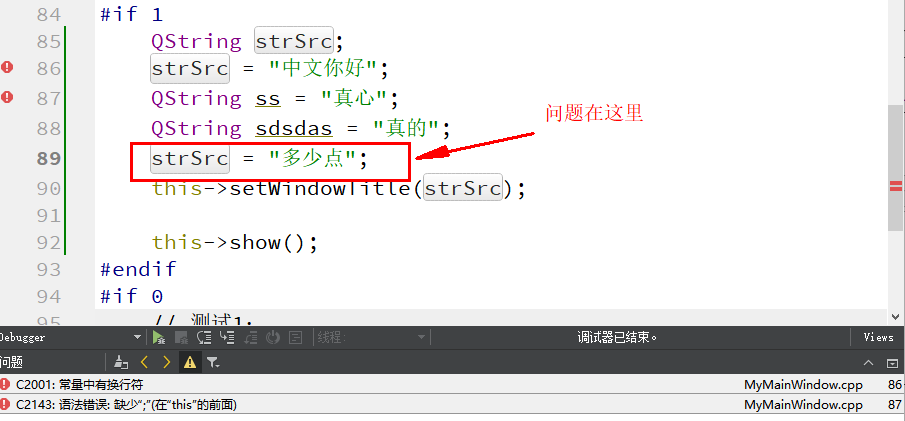 84 #if 1
85 QString strSrc;
86 strSrc = "中文你好";
87 QString ss = "真心";
88 QString sdsdas = "真的";
问题在这里
89 strSrc = "多少点";
90 this->setWindowTitle(strSrc);
91
92 this->show();
93 #endif
94 #if 0
95 // 测试1:
Debugger 线程: 调试器已结束。 Views
问题
C2001: 常量中有换行符 MyMainWindow.cpp 86
C2143: 语法错误: 缺少";"(在"this"的前面) MyMainWindow.cpp 87